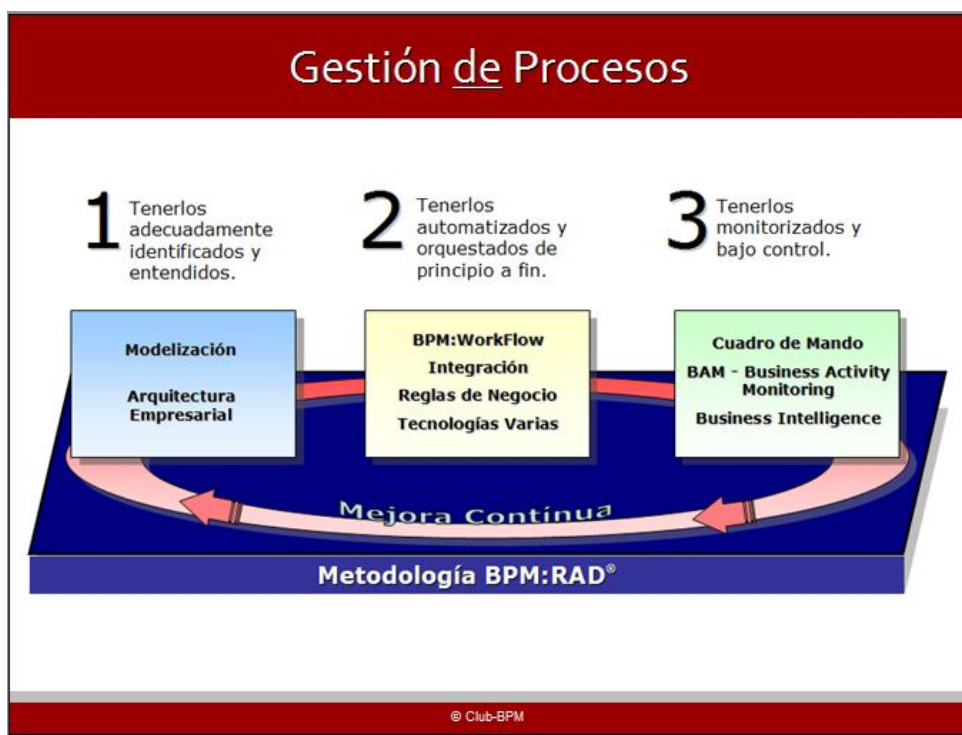 Gestión de Procesos
1
Tenerlos
adecuadamente
identificados y
entendidos.
2
Tenerlos
automatizados y
orquestados de
principio a fin.
3
Tenerlos
monitorizados y
bajo control.
Modelización
Arquitectura
Empresarial
BPM:WorkFlow
Integración
Reglas de Negocio
Tecnologías Varias
Cuadro de Mando
BAM - Business Activity
Monitoring
Business Intelligence
Mejora Contínua
Metodología BPM:RAD®
© Club-BPM